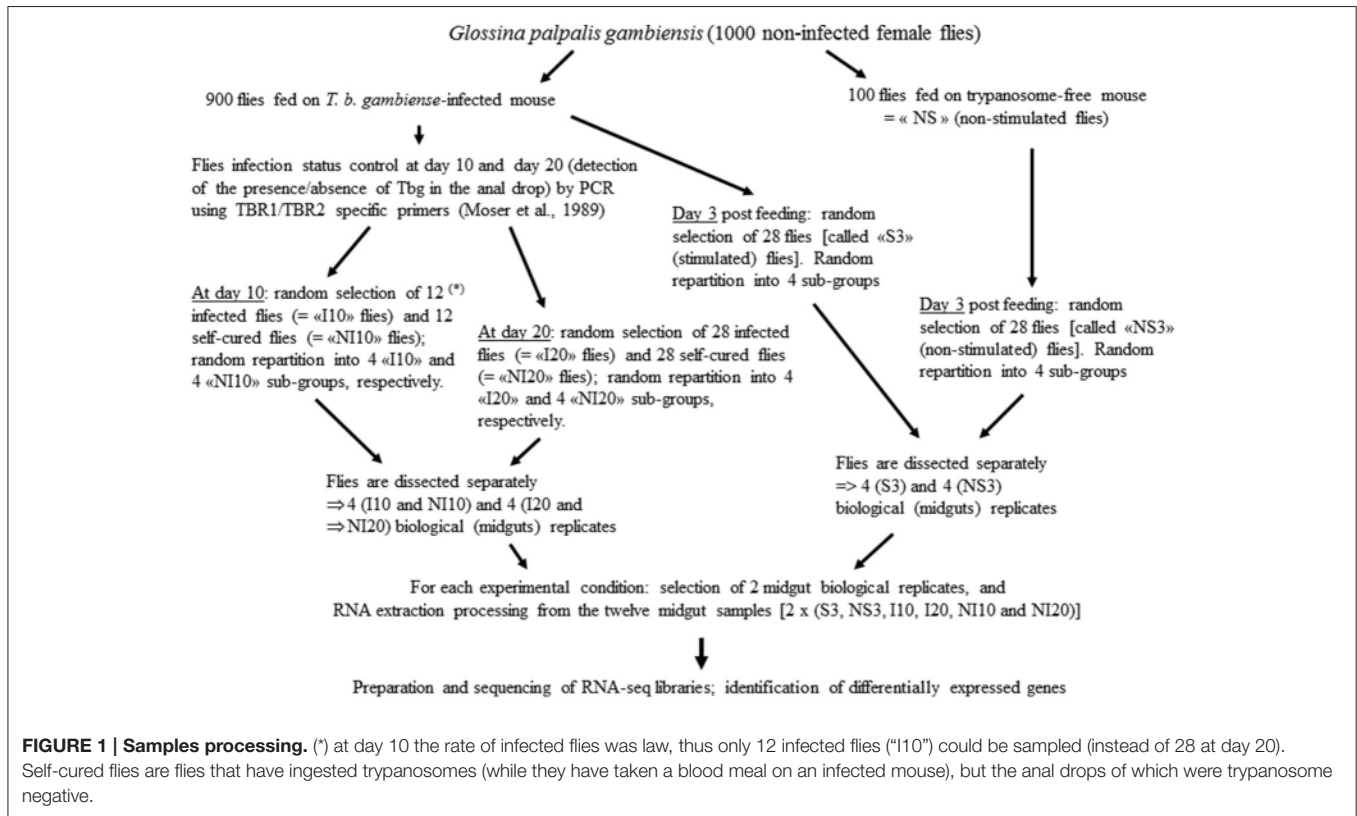 Glossina palpalis gambiensis (1000 non-infected female flies)
900 flies fed on T. b. gambiense-infected mouse
100 flies fed on trypanosome-free mouse
= « NS » (non-stimulated flies)
Flies infection status control at day 10 and day 20 (detection
of the presence/absence of Tbg in the anal drop) by PCR
using TBR1/TBR2 specific primers (Moser et al., 1989)
Day 3 post feeding: random
selection of 28 flies [called «S3»
(stimulated) flies]. Random
repartition into 4 sub-groups
At day 10: random selection of 12 (*)
infected flies (= «I10» flies) and 12
self-cured flies (= «NI10» flies);
random repartition into 4 «I10» and
4 «NI10» sub-groups, respectively.
At day 20: random selection of 28 infected
flies (= «I20» flies) and 28 self-cured flies
(= «NI20» flies); random repartition into 4
«I20» and 4 «NI20» sub-groups,
respectively.
Day 3 post feeding: random
selection of 28 flies [called «NS3»
(non-stimulated) flies]. Random
repartition into 4 sub-groups
Flies are dissected separately
⇒4 (I10 and NI10) and 4 (I20 and
⇒NI20) biological (midguts) replicates
Flies are dissected separately
=> 4 (S3) and 4 (NS3)
biological (midguts) replicates
For each experimental condition: selection of 2 midgut biological replicates, and
RNA extraction processing from the twelve midgut samples [2 x (S3, NS3, I10, I20, NI10 and NI20)]
Preparation and sequencing of RNA-seq libraries; identification of differentially expressed genes
FIGURE 1 | Samples processing. (*) at day 10 the rate of infected flies was law, thus only 12 infected flies (“I10”) could be sampled (instead of 28 at day 20).
Self-cured flies are flies that have ingested trypanosomes (while they have taken a blood meal on an infected mouse), but the anal drops of which were trypanosome
negative.